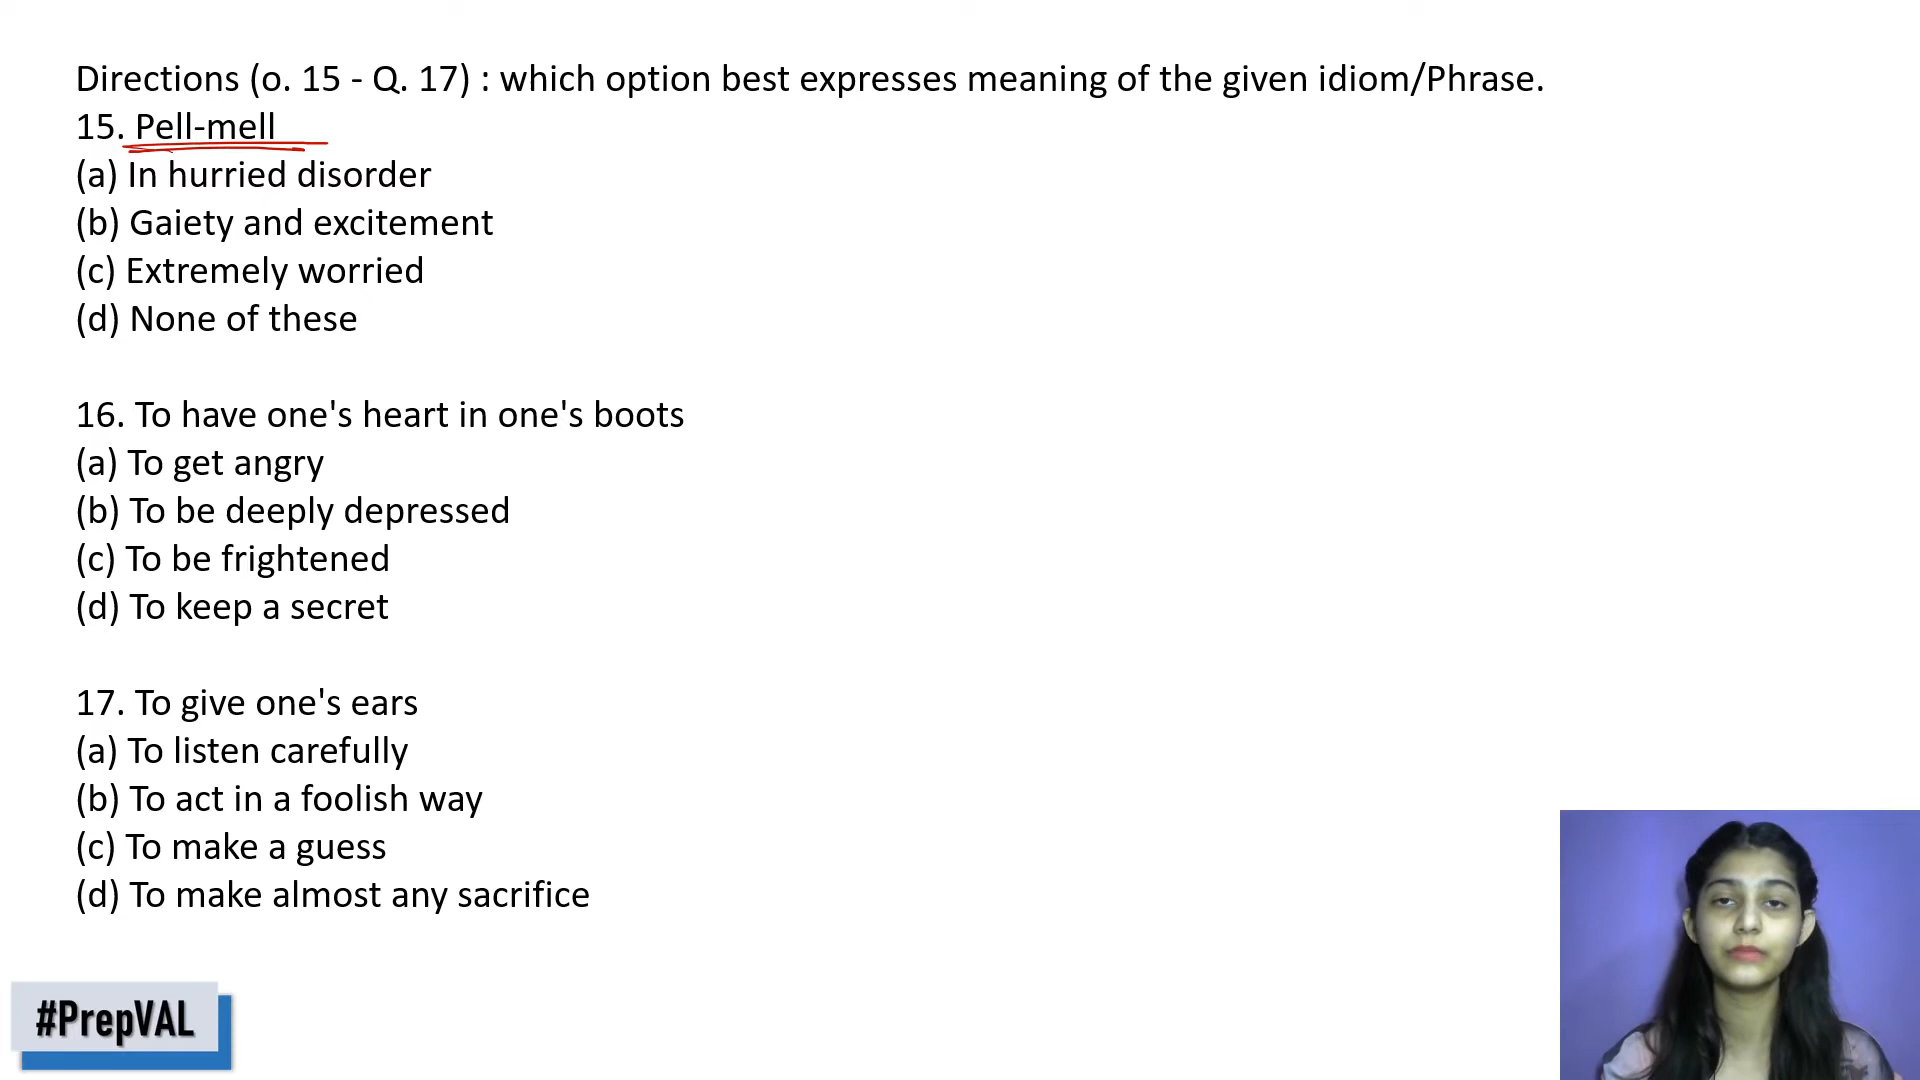 Directions (o. 15 - Q. 17) : which option best expresses meaning of the given idiom/Phrase.
15. Pell-mell
(a) In hurried disorder
(b) Gaiety and excitement
(c) Extremely worried
(d) None of these
16. To have one's heart in one's boots
(a) To get angry
(b) To be deeply depressed
(c) To be frightened
(d) To keep a secret
17. To give one's ears
(a) To listen carefully
(b) To act in a foolish way
(c) To make a guess
(d) To make almost any sacrifice
#PrepVAL